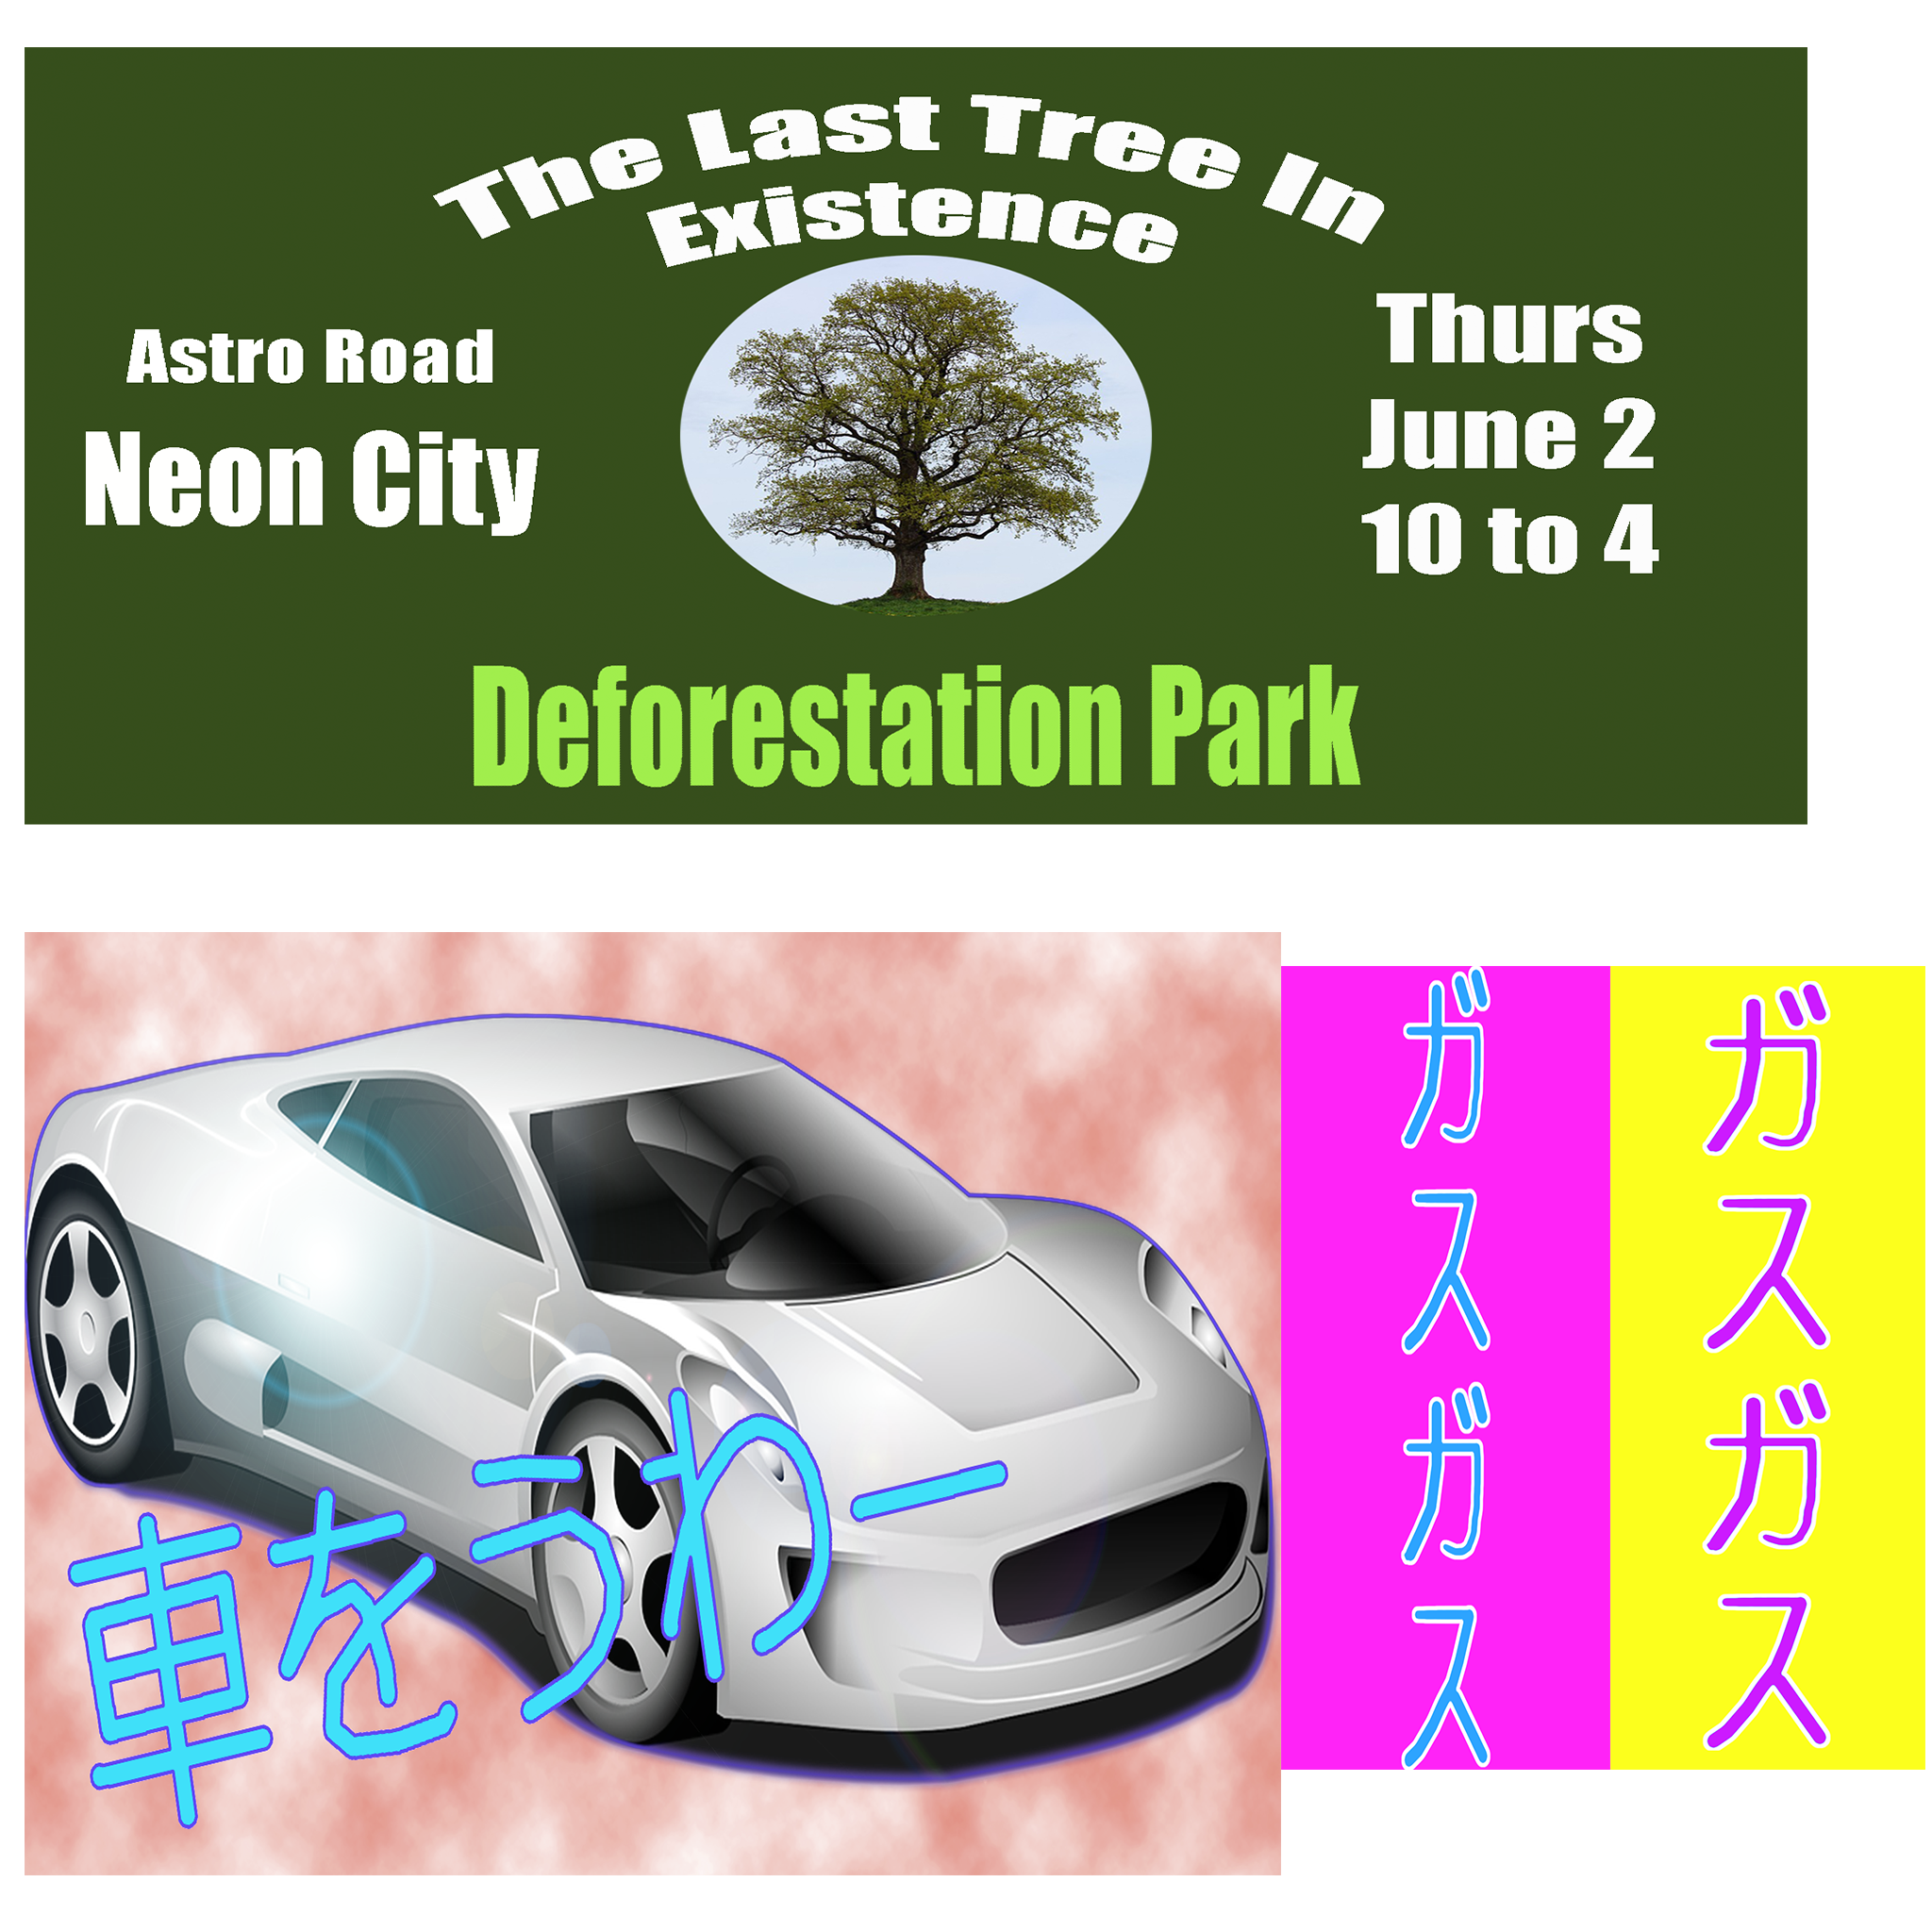 The Last Tree In
Existence
Astro Road
Neon City
Thurs
June 2
10 to 4
Deforestation Park
車をうわー
ガスガス
ガスガス